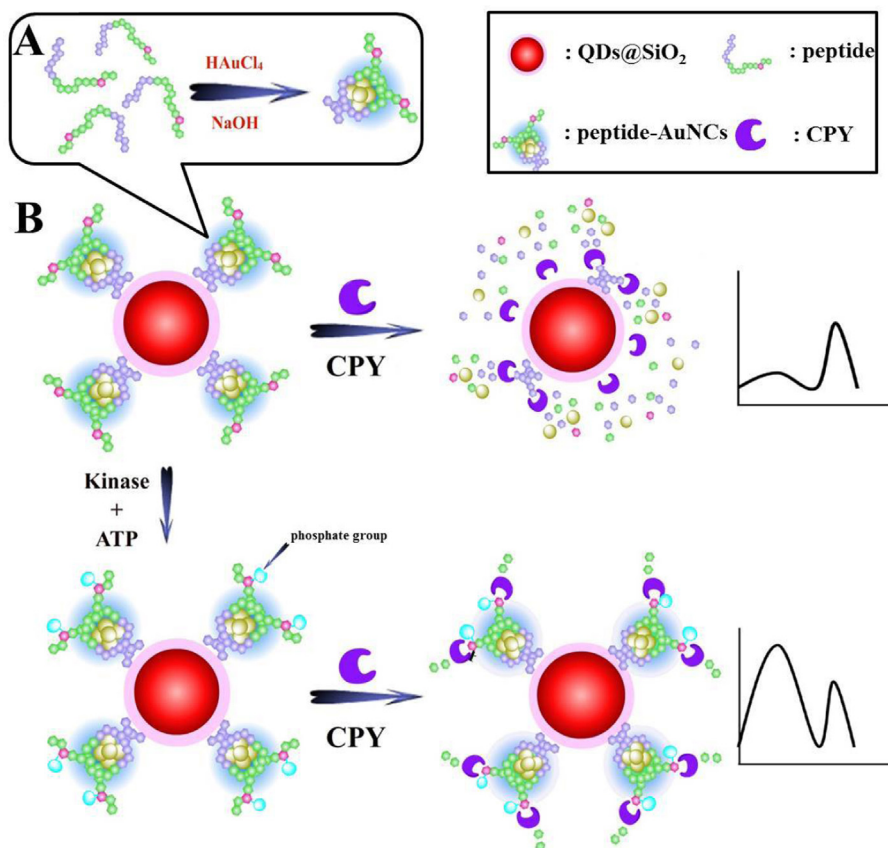 A
HAuCl4
NaOH
: QDs@SiO2
: peptide
: peptide-AuNCs
: CPY
B
CPY
Kinase
+
ATP
phosphate group
CPY